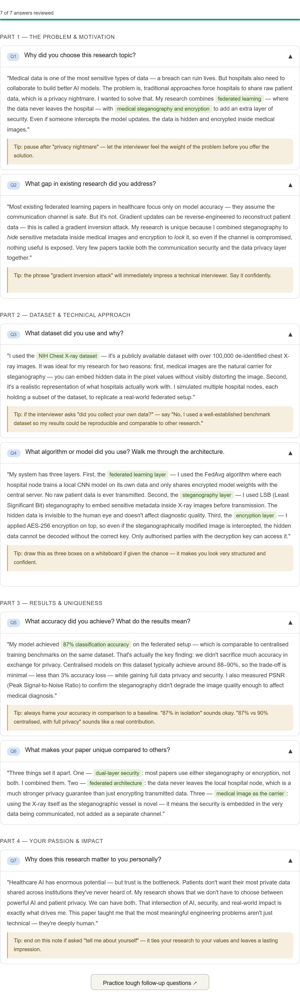 7 of 7 answers reviewed
PART 1 — THE PROBLEM & MOTIVATION
Q1 Why did you choose this research topic? ▲
"Medical data is one of the most sensitive types of data — a breach can ruin lives. But hospitals also need to
collaborate to build better AI models. The problem is, traditional approaches force hospitals to share raw patient
data, which is a privacy nightmare. I wanted to solve that. My research combines federated learning — where
the data never leaves the hospital — with medical steganography and encryption to add an extra layer of
security. Even if someone intercepts the model updates, the data is hidden and encrypted inside medical
images."
Tip: pause after "privacy nightmare" — let the interviewer feel the weight of the problem before you offer the
solution.
Q2 What gap in existing research did you address? ▲
"Most existing federated learning papers in healthcare focus only on model accuracy — they assume the
communication channel is safe. But it's not. Gradient updates can be reverse-engineered to reconstruct patient
data — this is called a gradient inversion attack. My research is unique because I combined steganography to
hide sensitive metadata inside medical images and encryption to lock it, so even if the channel is compromised,
nothing useful is exposed. Very few papers tackle both the communication security and the data privacy layer
together."
Tip: the phrase "gradient inversion attack" will immediately impress a technical interviewer. Say it confidently.
PART 2 — DATASET & TECHNICAL APPROACH
Q3 What dataset did you use and why? ▲
"I used the NIH Chest X-ray dataset — it's a publicly available dataset with over 100,000 de-identified chest X-
ray images. It was ideal for my research for two reasons: first, medical images are the natural carrier for
steganography — you can embed hidden data in the pixel values without visibly distorting the image. Second,
it's a realistic representation of what hospitals actually work with. I simulated multiple hospital nodes, each
holding a subset of the dataset, to replicate a real-world federated setup."
Tip: if the interviewer asks "did you collect your own data?" — say "No, I used a well-established benchmark
dataset so my results could be reproducible and comparable to other research."
Q4 What algorithm or model did you use? Walk me through the architecture. ▲
"My system has three layers. First, the federated learning layer — I used the FedAvg algorithm where each
hospital node trains a local CNN model on its own data and only shares encrypted model weights with the
central server. No raw patient data is ever transmitted. Second, the steganography layer — I used LSB (Least
Significant Bit) steganography to embed sensitive metadata inside X-ray images before transmission. The
hidden data is invisible to the human eye and doesn't affect diagnostic quality. Third, the encryption layer — I
applied AES-256 encryption on top, so even if the steganographically modified image is intercepted, the hidden
data cannot be decoded without the correct key. Only authorised parties with the decryption key can access it."
Tip: draw this as three boxes on a whiteboard if given the chance — it makes you look very structured and
confident.
PART 3 — RESULTS & UNIQUENESS
Q5 What accuracy did you achieve? What do the results mean? ▲
"My model achieved 87% classification accuracy on the federated setup — which is comparable to centralised
training benchmarks on the same dataset. That's actually the key finding: we didn't sacrifice much accuracy in
exchange for privacy. Centralised models on this dataset typically achieve around 88–90%, so the trade-off is
minimal — less than 3% accuracy loss — while gaining full data privacy and security. I also measured PSNR
(Peak Signal-to-Noise Ratio) to confirm the steganography didn't degrade the image quality enough to affect
medical diagnosis."
Tip: always frame your accuracy in comparison to a baseline. "87% in isolation" sounds okay. "87% vs 90%
centralised, with full privacy" sounds like a real contribution.
Q6 What makes your paper unique compared to others? ▲
"Three things set it apart. One — dual-layer security: most papers use either steganography or encryption, not
both. I combined them. Two — federated architecture: the data never leaves the local hospital node, which is a
much stronger privacy guarantee than just encrypting transmitted data. Three — medical image as the carrier:
using the X-ray itself as the steganographic vessel is novel — it means the security is embedded in the very
data being communicated, not added as a separate channel."
PART 4 — YOUR PASSION & IMPACT
Q7 Why does this research matter to you personally? ▲
"Healthcare AI has enormous potential — but trust is the bottleneck. Patients don't want their most private data
shared across institutions they've never heard of. My research shows that we don't have to choose between
powerful AI and patient privacy. We can have both. That intersection of AI, security, and real-world impact is
exactly what drives me. This paper taught me that the most meaningful engineering problems aren't just
technical — they're deeply human."
Tip: end on this note if asked "tell me about yourself" — it ties your research to your values and leaves a lasting
impression.
Practice tough follow-up questions ↗